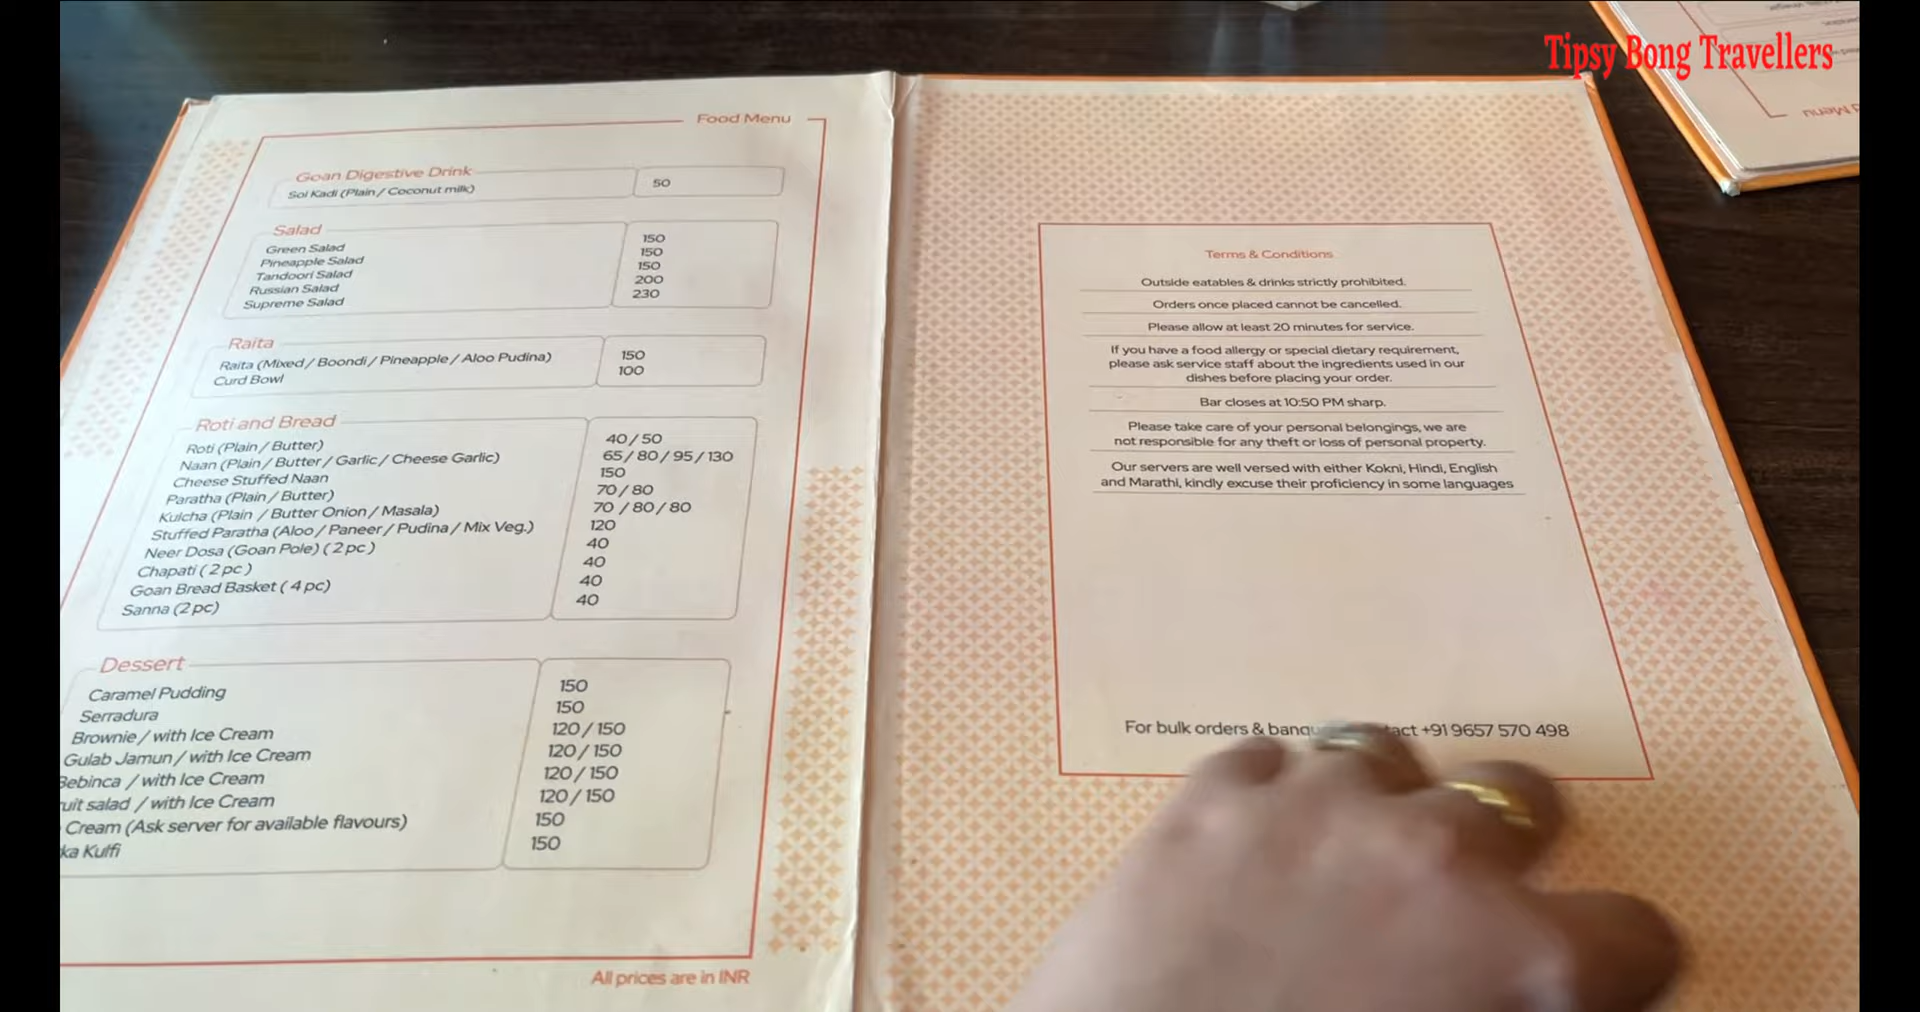 Tipsy Bong Travellers
Food Menu
Goan Digestive Drink
Sol Kadi (Plain / Coconut milk) 50
Salad
Green Salad 150
Pineapple Salad 150
Tandoori Salad 150
Russian Salad 200
Supreme Salad 230
Raita
Raita (Mixed / Boondi / Pineapple / Aloo Pudina) 150
Curd Bowl 100
Roti and Bread
Roti (Plain / Butter) 40 / 50
Naan (Plain / Butter / Garlic / Cheese Garlic) 65 / 80 / 95 / 130
Cheese Stuffed Naan 150
Paratha (Plain / Butter) 70 / 80
Kulcha (Plain / Butter Onion / Masala) 70 / 80 / 80
Stuffed Paratha (Aloo / Paneer / Pudina / Mix Veg.) 120
Neer Dosa (Goan Pole) ( 2 pc ) 40
Chapati ( 2 pc ) 40
Goan Bread Basket ( 4 pc) 40
Sanna (2 pc) 40
Dessert
Caramel Pudding 150
Serradura 150
Brownie / with Ice Cream 120 / 150
Gulab Jamun / with Ice Cream 120 / 150
Bebinca / with Ice Cream 120 / 150
uit salad / with Ice Cream 120 / 150
Cream (Ask server for available flavours) 150
ka Kulfi 150
All prices are in INR
Terms & Conditions
Outside eatables & drinks strictly prohibited.
Orders once placed cannot be cancelled.
Please allow at least 20 minutes for service.
If you have a food allergy or special dietary requirement,
please ask service staff about the ingredients used in our
dishes before placing your order.
Bar closes at 10:50 PM sharp.
Please take care of your personal belongings, we are
not responsible for any theft or loss of personal property.
Our servers are well versed with either Kokni, Hindi, English
and Marathi, kindly excuse their proficiency in some languages
For bulk orders & banqu act +91 9657 570 498
Menu